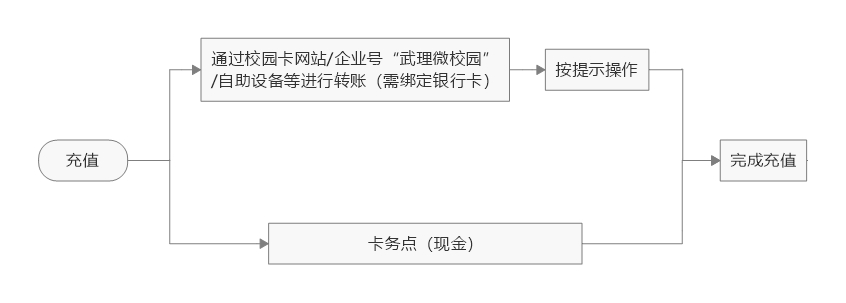 充值
通过校园卡网站/企业号“武理微校园”
/自助设备等进行转账（需绑定银行卡）
按提示操作
卡务点（现金）
完成充值